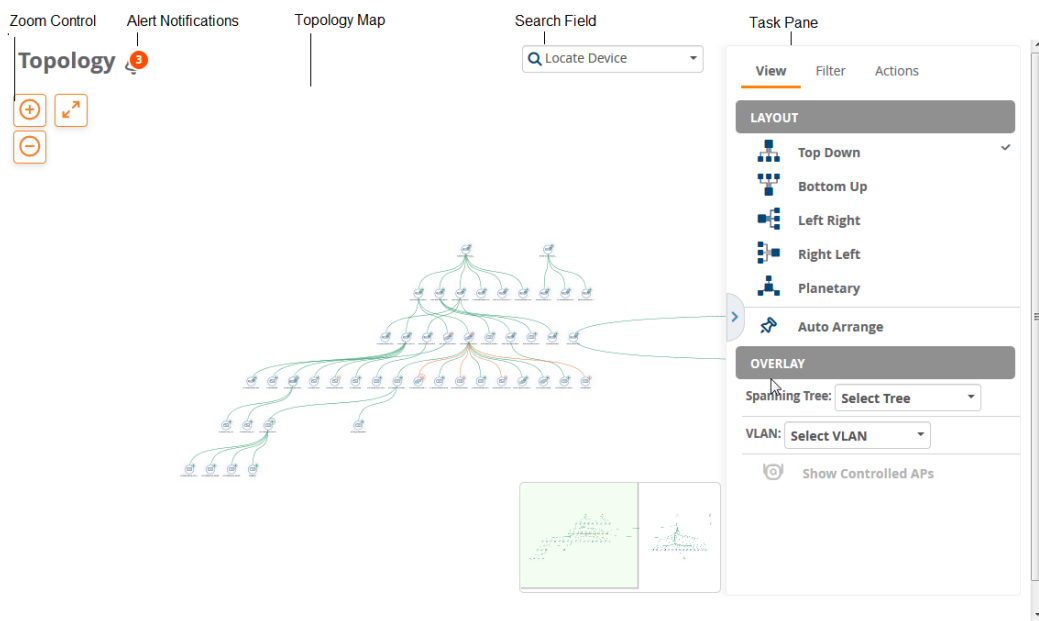 Zoom Control Alert Notifications Topology Map Search Field Task Pane
Topology 3
Locate Device
View Filter Actions
LAYOUT
Top Down
Bottom Up
Left Right
Right Left
Planetary
Auto Arrange
OVERLAY
Spanning Tree: Select Tree
VLAN: Select VLAN
Show Controlled APs